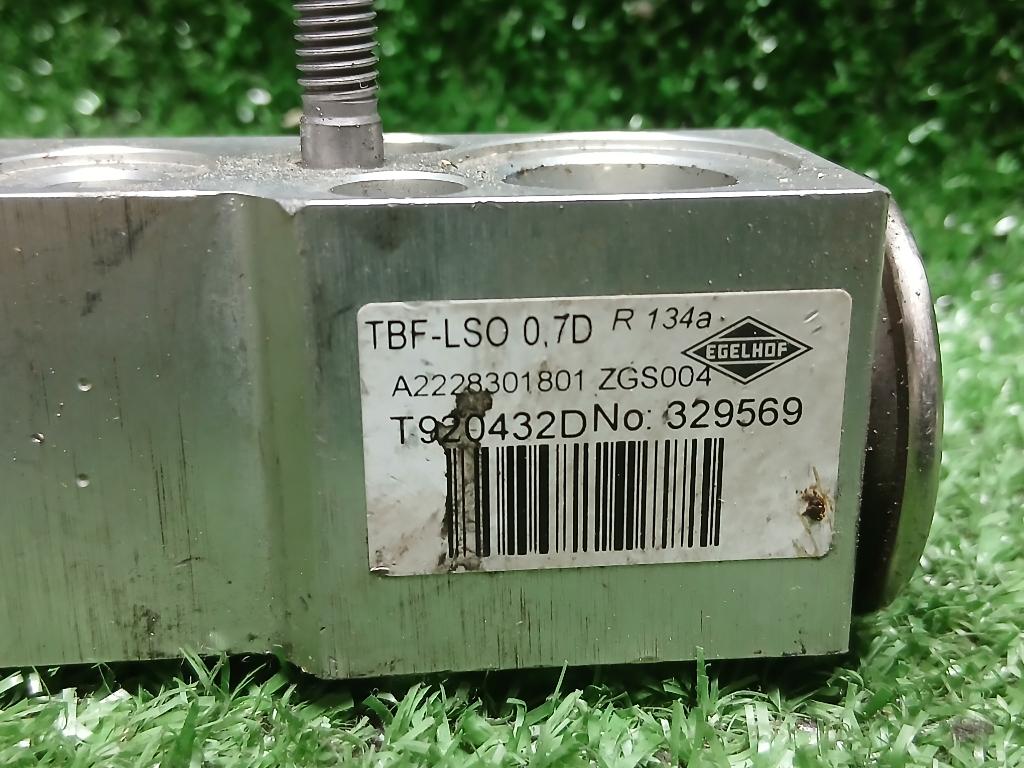 TBF-LSO 0,7D R 134a
EGELHOF
A2228301801 ZGS004
T920432D No: 329569